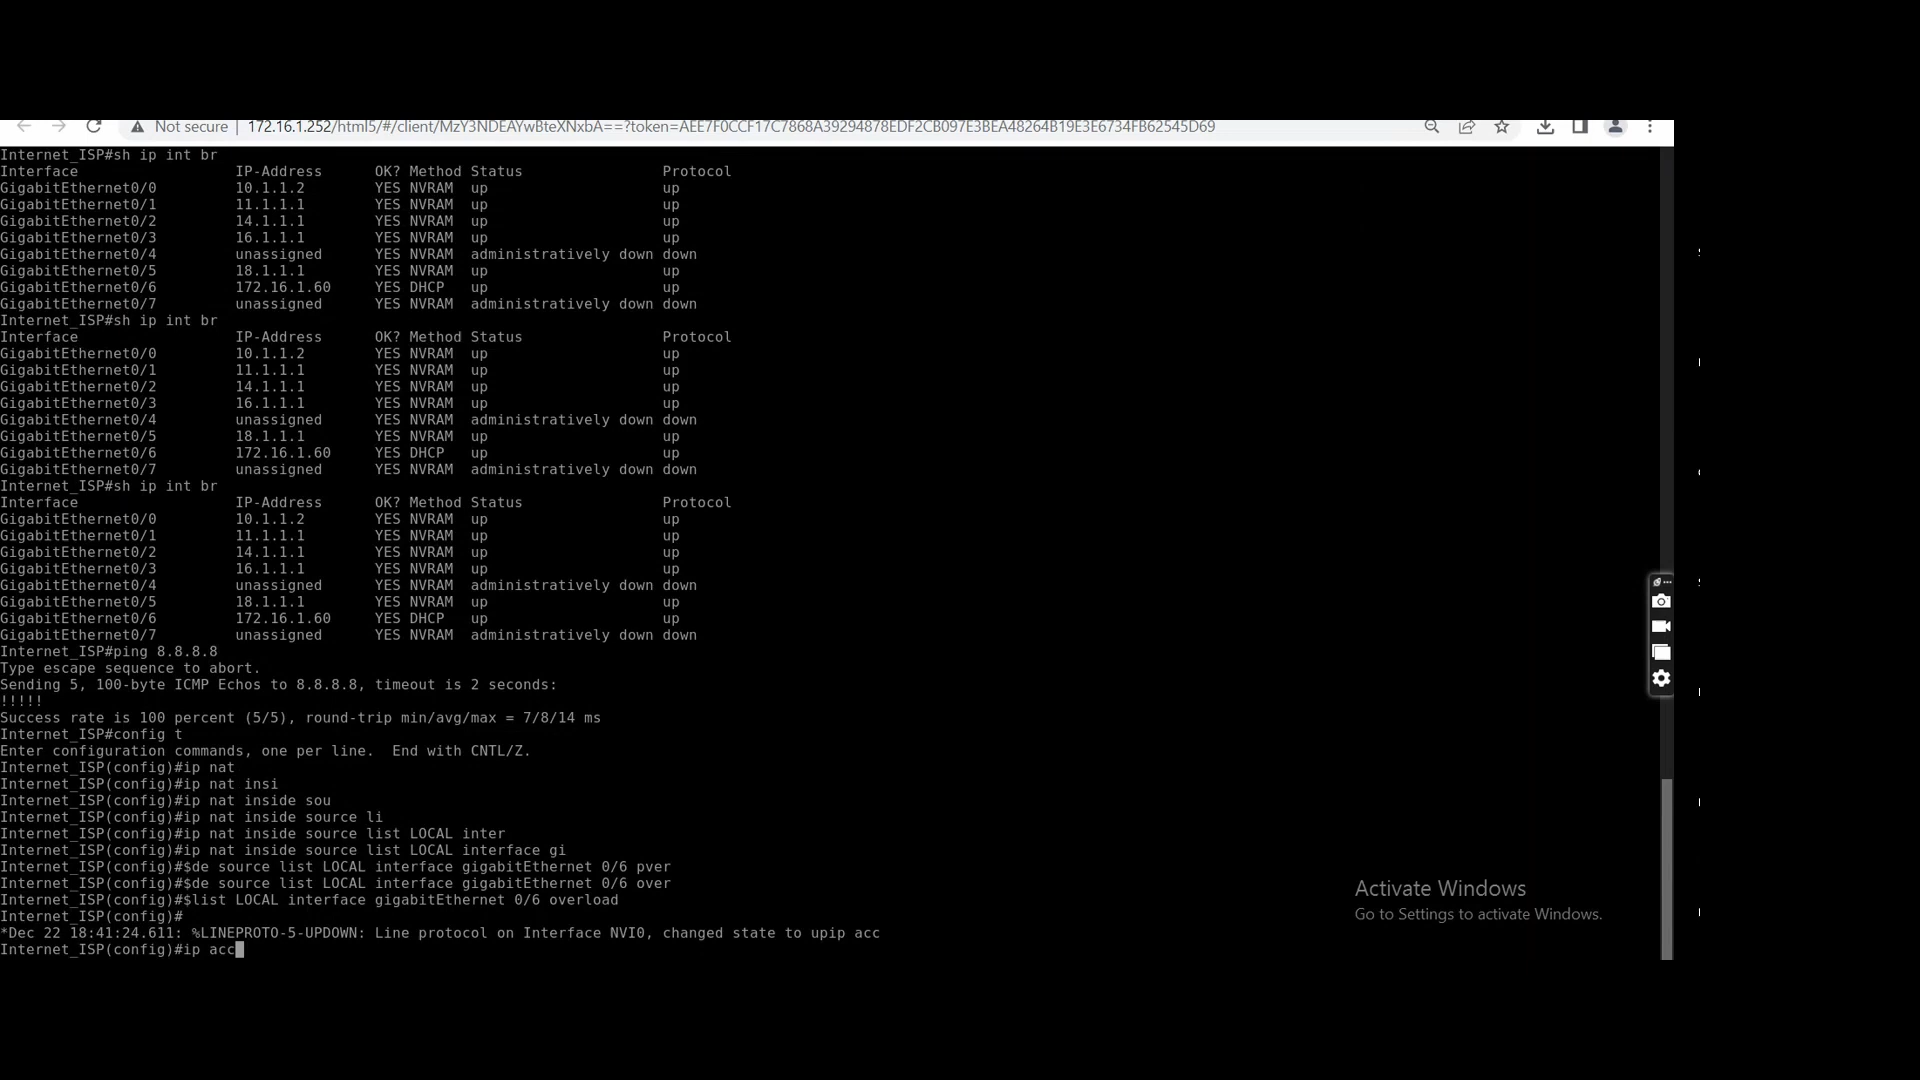 Not secure | 172.16.1.252/html5/#/client/MzY3NDEAYwBteXNxbA==?token=AEE7F0CCF17C7868A39294878EDF2CB097E3BEA48264B19E3E6734FB62545D69
Internet_ISP#sh ip int br
Interface IP-Address OK? Method Status Protocol
GigabitEthernet0/0 10.1.1.2 YES NVRAM up up
GigabitEthernet0/1 11.1.1.1 YES NVRAM up up
GigabitEthernet0/2 14.1.1.1 YES NVRAM up up
GigabitEthernet0/3 16.1.1.1 YES NVRAM up up
GigabitEthernet0/4 unassigned YES NVRAM administratively down down
GigabitEthernet0/5 18.1.1.1 YES NVRAM up up
GigabitEthernet0/6 172.16.1.60 YES DHCP up up
GigabitEthernet0/7 unassigned YES NVRAM administratively down down
Internet_ISP#sh ip int br
Interface IP-Address OK? Method Status Protocol
GigabitEthernet0/0 10.1.1.2 YES NVRAM up up
GigabitEthernet0/1 11.1.1.1 YES NVRAM up up
GigabitEthernet0/2 14.1.1.1 YES NVRAM up up
GigabitEthernet0/3 16.1.1.1 YES NVRAM up up
GigabitEthernet0/4 unassigned YES NVRAM administratively down down
GigabitEthernet0/5 18.1.1.1 YES NVRAM up up
GigabitEthernet0/6 172.16.1.60 YES DHCP up up
GigabitEthernet0/7 unassigned YES NVRAM administratively down down
Internet_ISP#sh ip int br
Interface IP-Address OK? Method Status Protocol
GigabitEthernet0/0 10.1.1.2 YES NVRAM up up
GigabitEthernet0/1 11.1.1.1 YES NVRAM up up
GigabitEthernet0/2 14.1.1.1 YES NVRAM up up
GigabitEthernet0/3 16.1.1.1 YES NVRAM up up
GigabitEthernet0/4 unassigned YES NVRAM administratively down down
GigabitEthernet0/5 18.1.1.1 YES NVRAM up up
GigabitEthernet0/6 172.16.1.60 YES DHCP up up
GigabitEthernet0/7 unassigned YES NVRAM administratively down down
Internet_ISP#ping 8.8.8.8
Type escape sequence to abort.
Sending 5, 100-byte ICMP Echos to 8.8.8.8, timeout is 2 seconds:
!!!!!
Success rate is 100 percent (5/5), round-trip min/avg/max = 7/8/14 ms
Internet_ISP#config t
Enter configuration commands, one per line.  End with CNTL/Z.
Internet_ISP(config)#ip nat
Internet_ISP(config)#ip nat insi
Internet_ISP(config)#ip nat inside sou
Internet_ISP(config)#ip nat inside source li
Internet_ISP(config)#ip nat inside source list LOCAL inter
Internet_ISP(config)#ip nat inside source list LOCAL interface gi
Internet_ISP(config)#$de source list LOCAL interface gigabitEthernet 0/6 pver
Internet_ISP(config)#$de source list LOCAL interface gigabitEthernet 0/6 over
Internet_ISP(config)#$list LOCAL interface gigabitEthernet 0/6 overload
Internet_ISP(config)#
*Dec 22 18:41:24.611: %LINEPROTO-5-UPDOWN: Line protocol on Interface NVI0, changed state to upip acc
Internet_ISP(config)#ip acc
Activate Windows
Go to Settings to activate Windows.